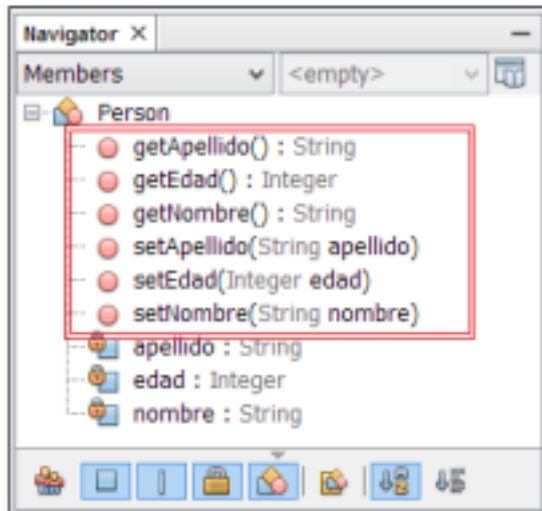 Navigator
Members <empty>
Person
getApellido() : String
getEdad() : Integer
getNombre() : String
setApellido(String apellido)
setEdad(Integer edad)
setNombre(String nombre)
apellido : String
edad : Integer
nombre : String